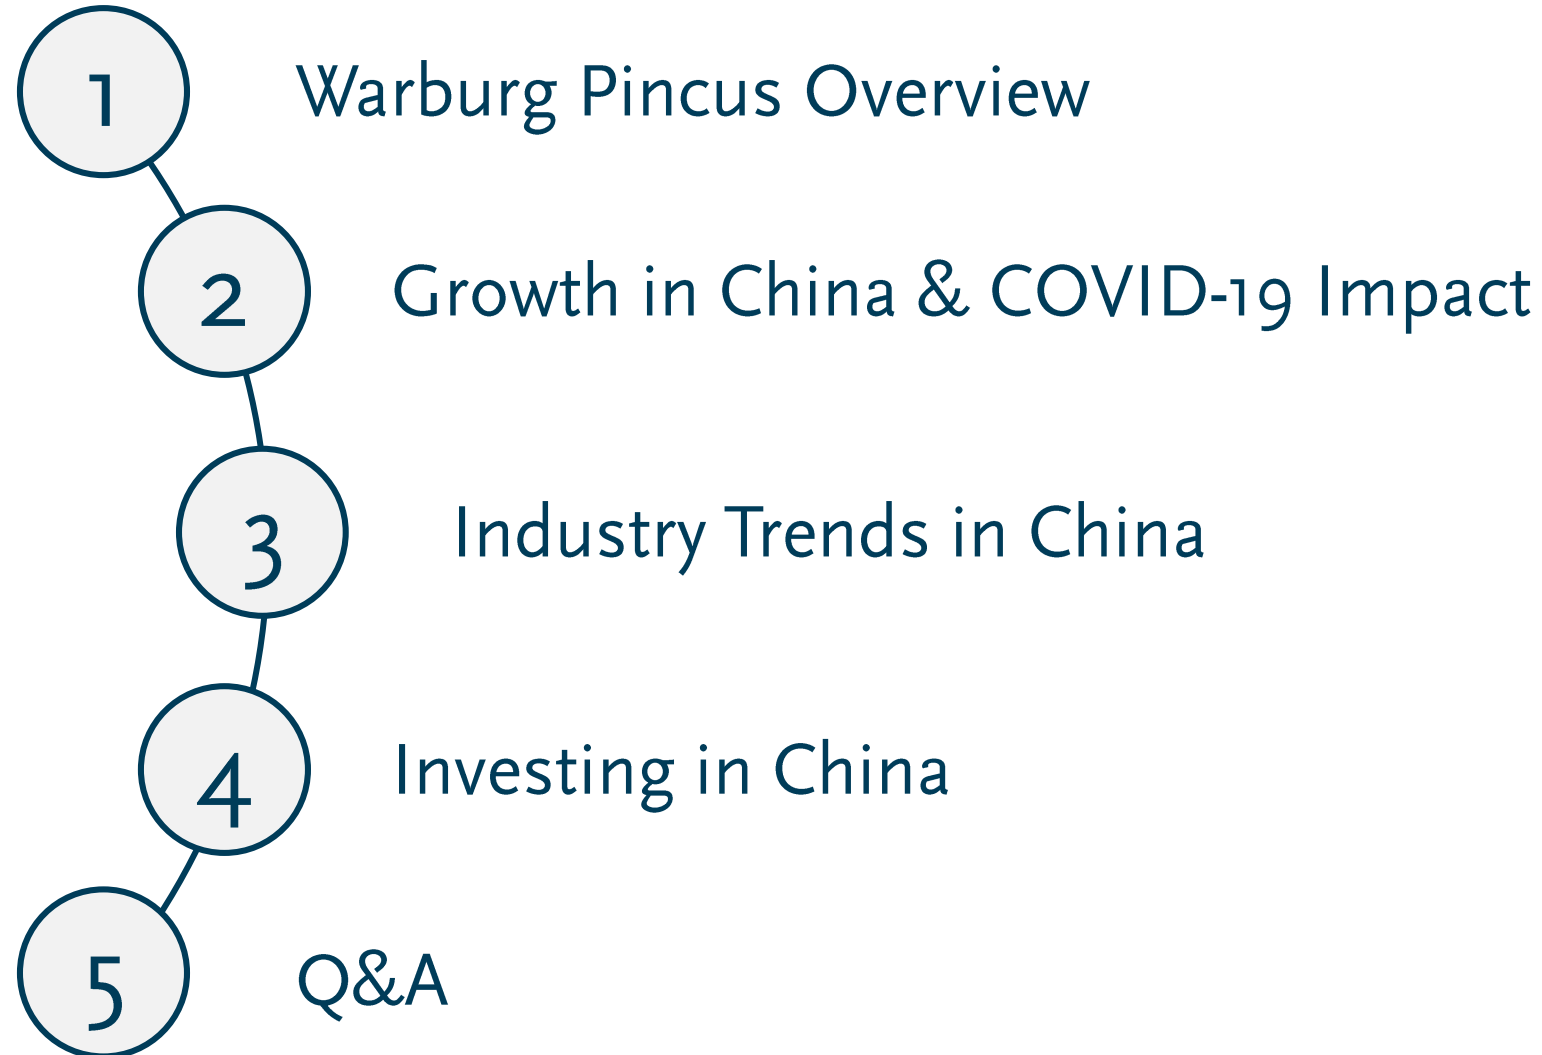 1 Warburg Pincus Overview
2 Growth in China & COVID-19 Impact
3 Industry Trends in China
4 Investing in China
5 Q&A